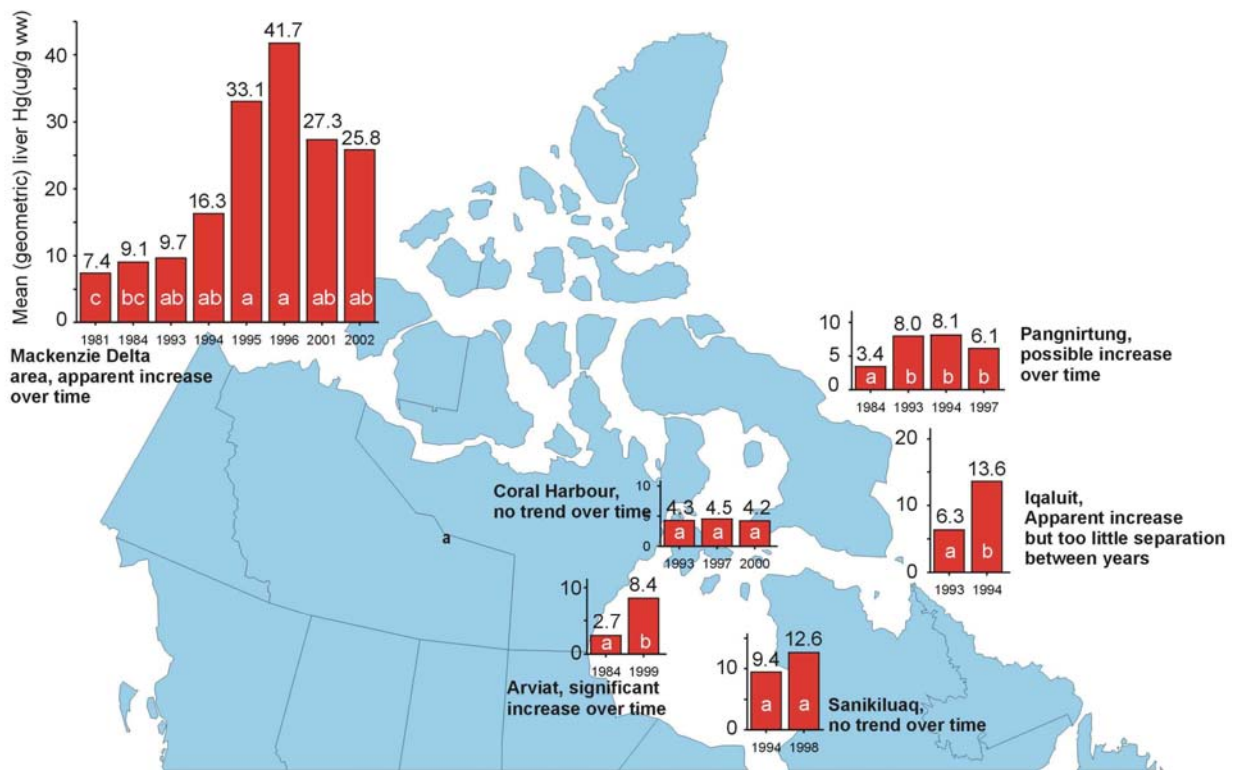 Mean (geometric) liver Hg(ug/g ww)
40
30
20
10
0
7.4
9.1
9.7
16.3
33.1
41.7
27.3
25.8
c
bc
ab
ab
a
a
ab
ab
1981
1984
1993
1994
1995
1996
2001
2002
Mackenzie Delta
area, apparent increase
over time
10
5
0
3.4
8.0
8.1
6.1
a
b
b
b
1984
1993
1994
1997
Pangnirtung,
possible increase
over time
20
10
0
6.3
13.6
a
b
1993
1994
Iqaluit,
Apparent increase
but too little separation
between years
Coral Harbour,
no trend over time
10
5
0
4.3
4.5
4.2
a
a
a
1993
1997
2000
a
10
0
2.7
8.4
a
b
1984
1999
Arviat, significant
increase over time
10
0
9.4
12.6
a
a
1994
1998
Sanikiluaq,
no trend over time